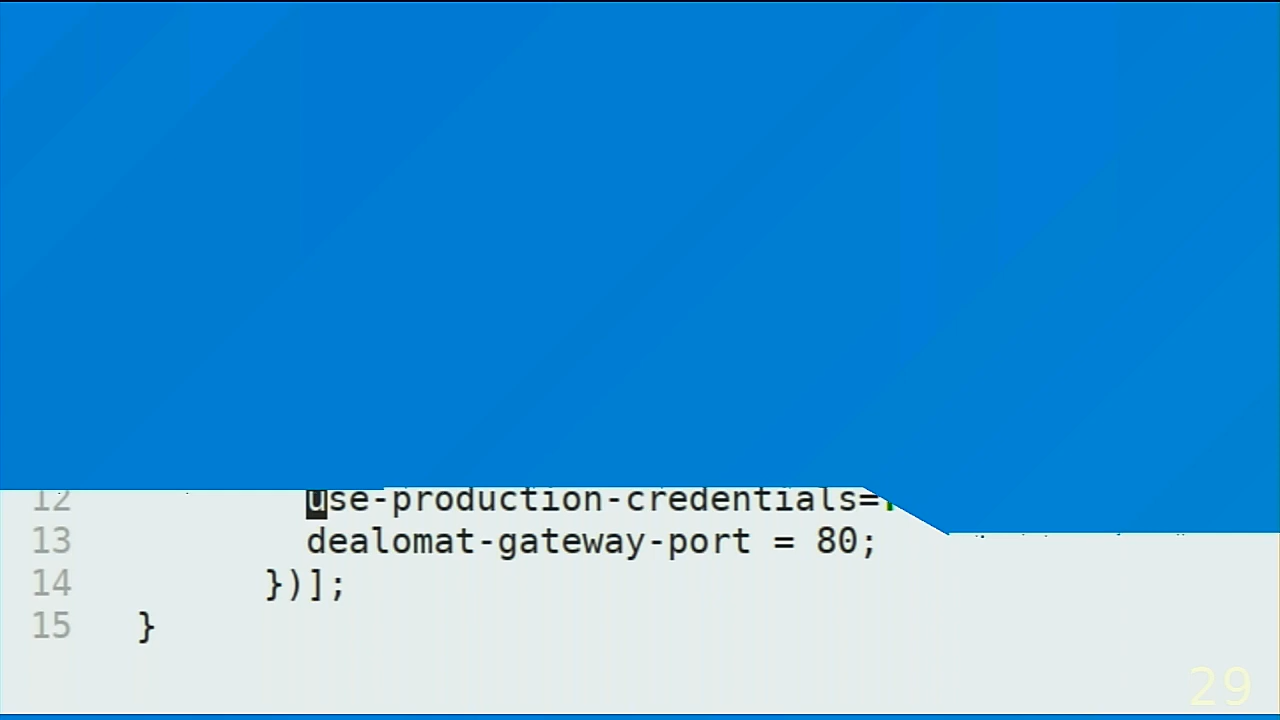 12 use-production-credentials=
13 dealomat-gateway-port = 80;
14 })];
15 }
29